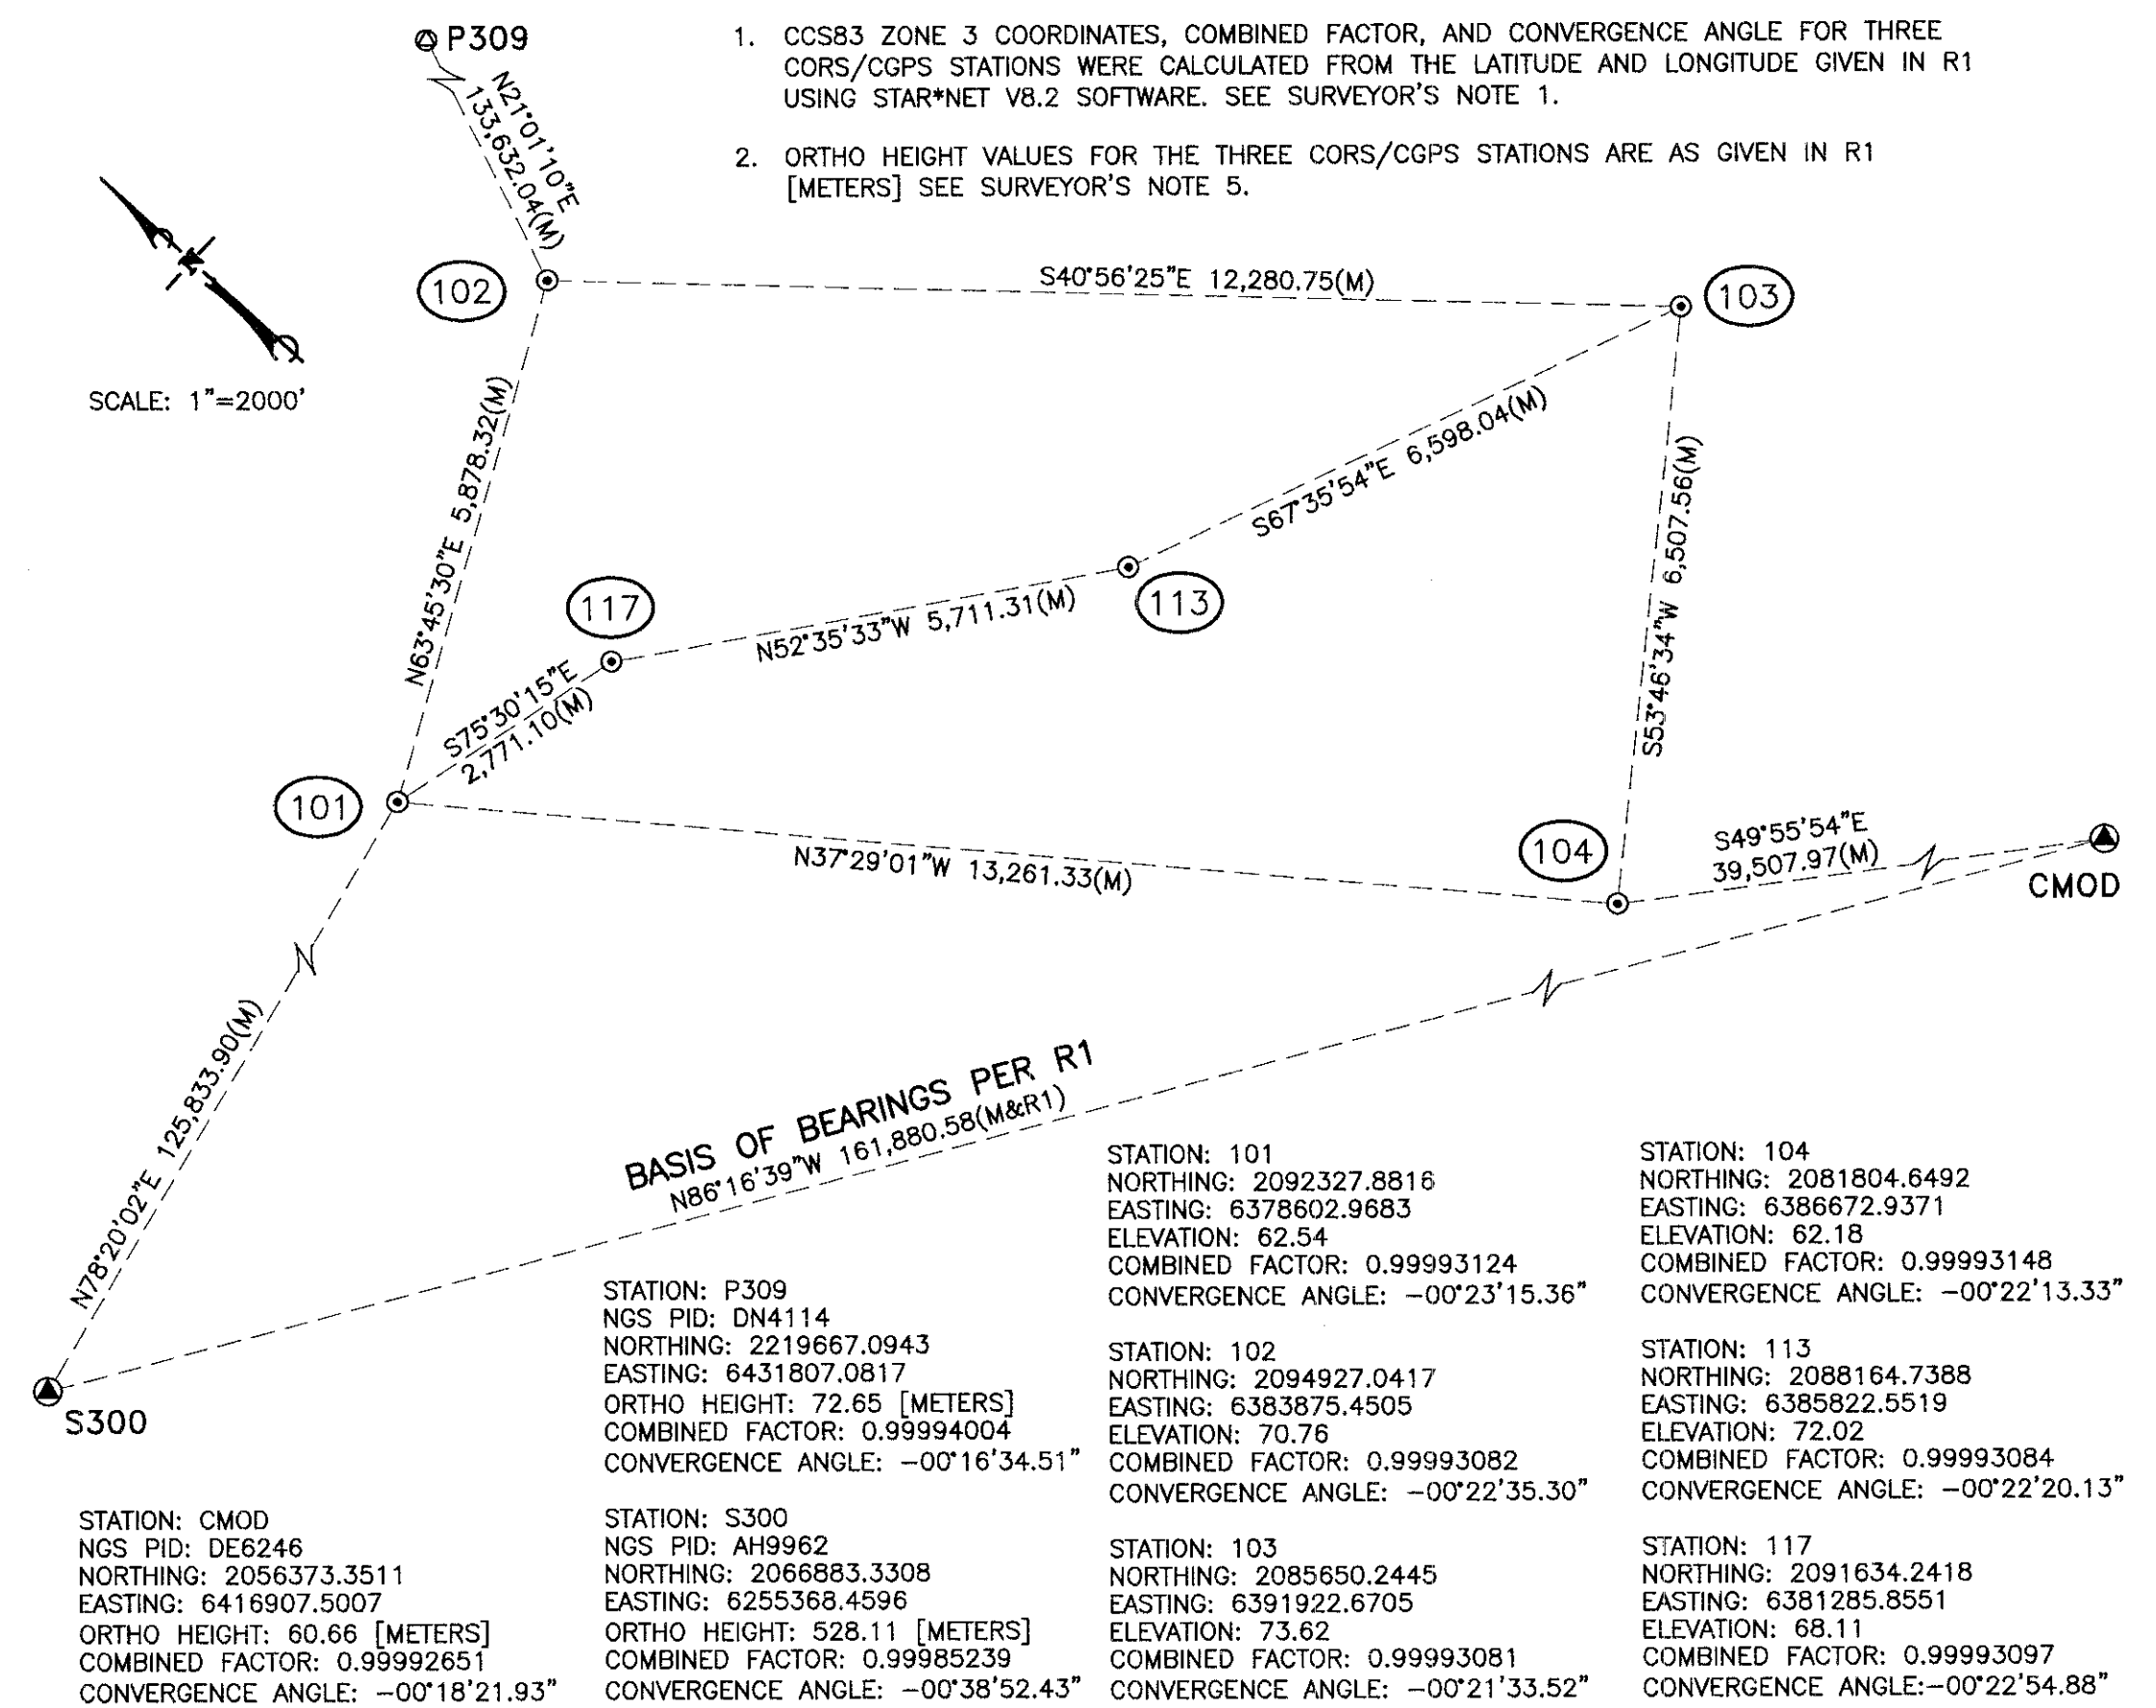 P309
1. CCS83 ZONE 3 COORDINATES, COMBINED FACTOR, AND CONVERGENCE ANGLE FOR THREE
CORS/CGPS STATIONS WERE CALCULATED FROM THE LATITUDE AND LONGITUDE GIVEN IN R1
USING STAR*NET V8.2 SOFTWARE. SEE SURVEYOR'S NOTE 1.
2. ORTHO HEIGHT VALUES FOR THE THREE CORS/CGPS STATIONS ARE AS GIVEN IN R1
[METERS] SEE SURVEYOR'S NOTE 5.
N21°01'10"E
133,632.04(M)
N
SCALE: 1"=2000'
102
S40°56'25"E 12,280.75(M)
103
N63°45'30"E 5,878.32(M)
S67°35'54"E 6,598.04(M)
S53°46'34"W 6,507.56(M)
117
113
N52°35'33"W 5,711.31(M)
S75°30'15"E
2,771.10(M)
101
N37°29'01"W 13,261.33(M)
104
S49°55'54"E
39,507.97(M)
CMOD
N78°20'02"E 125,833.90(M)
BASIS OF BEARINGS PER R1
N86°16'39"W 161,880.58(M&R1)
S300
STATION: CMOD
NGS PID: DE6246
NORTHING: 2056373.3511
EASTING: 6416907.5007
ORTHO HEIGHT: 60.66 [METERS]
COMBINED FACTOR: 0.99992651
CONVERGENCE ANGLE: -00°18'21.93"
STATION: P309
NGS PID: DN4114
NORTHING: 2219667.0943
EASTING: 6431807.0817
ORTHO HEIGHT: 72.65 [METERS]
COMBINED FACTOR: 0.99994004
CONVERGENCE ANGLE: -00°16'34.51"
STATION: S300
NGS PID: AH9962
NORTHING: 2066883.3308
EASTING: 6255368.4596
ORTHO HEIGHT: 528.11 [METERS]
COMBINED FACTOR: 0.99985239
CONVERGENCE ANGLE: -00°38'52.43"
STATION: 101
NORTHING: 2092327.8816
EASTING: 6378602.9683
ELEVATION: 62.54
COMBINED FACTOR: 0.99993124
CONVERGENCE ANGLE: -00°23'15.36"
STATION: 102
NORTHING: 2094927.0417
EASTING: 6383875.4505
ELEVATION: 70.76
COMBINED FACTOR: 0.99993082
CONVERGENCE ANGLE: -00°22'35.30"
STATION: 103
NORTHING: 2085650.2445
EASTING: 6391922.6705
ELEVATION: 73.62
COMBINED FACTOR: 0.99993081
CONVERGENCE ANGLE: -00°21'33.52"
STATION: 104
NORTHING: 2081804.6492
EASTING: 6386672.9371
ELEVATION: 62.18
COMBINED FACTOR: 0.99993148
CONVERGENCE ANGLE: -00°22'13.33"
STATION: 113
NORTHING: 2088164.7388
EASTING: 6385822.5519
ELEVATION: 72.02
COMBINED FACTOR: 0.99993084
CONVERGENCE ANGLE: -00°22'20.13"
STATION: 117
NORTHING: 2091634.2418
EASTING: 6381285.8551
ELEVATION: 68.11
COMBINED FACTOR: 0.99993097
CONVERGENCE ANGLE:-00°22'54.88"